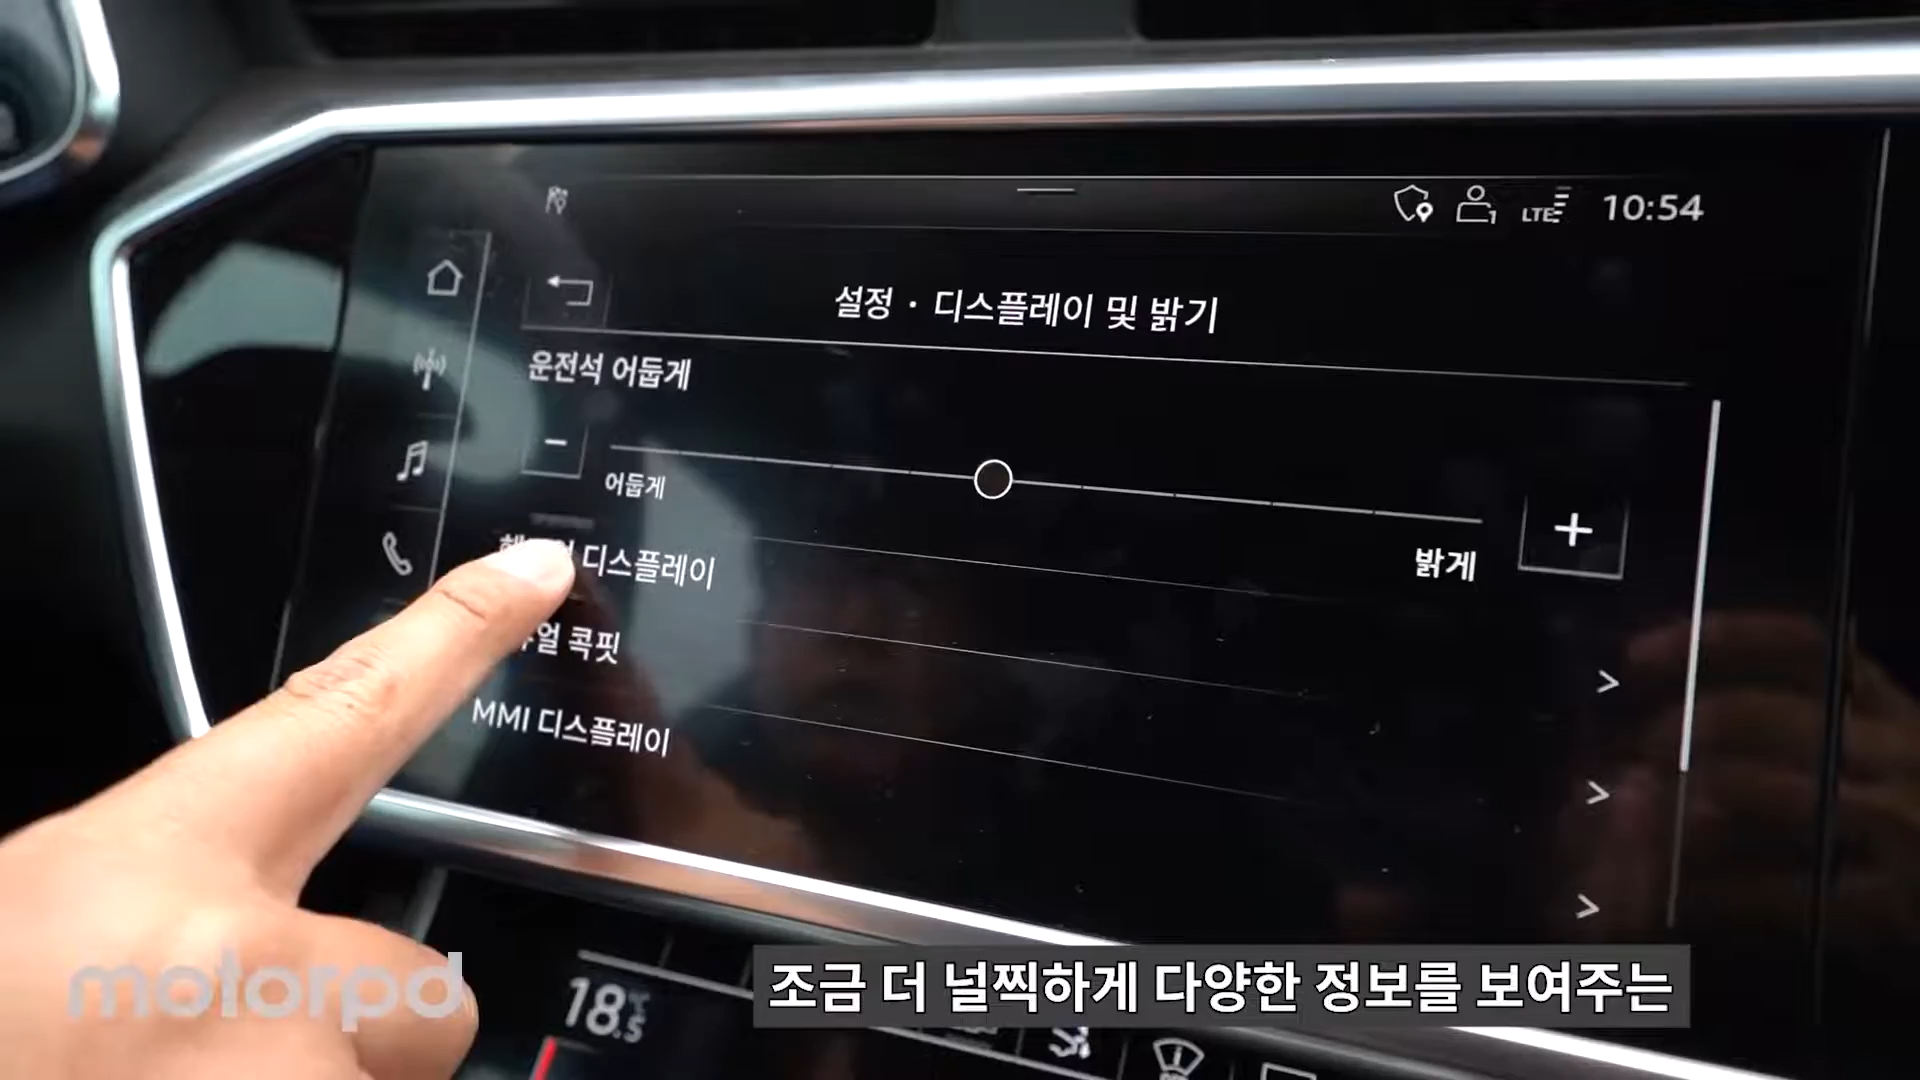 LTE 10:54
설정 · 디스플레이 및 밝기
운전석 어둡게
어둡게
밝게
디스플레이
콕핏
MMI 디스플레이
motorpd
18.5 °C
조금 더 널찍하게 다양한 정보를 보여주는